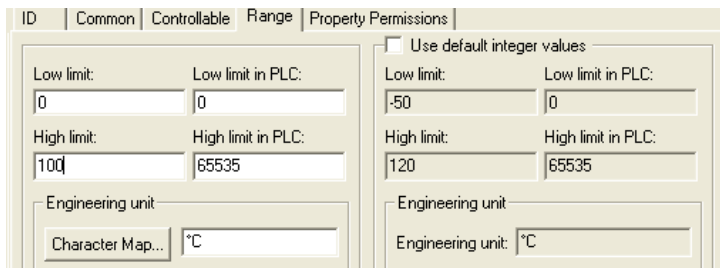 ID Common Controllable Range Property Permissions
Use default integer values
Low limit: Low limit in PLC: Low limit: Low limit in PLC:
0 0 -50 0
High limit: High limit in PLC: High limit: High limit in PLC:
100 65535 120 65535
Engineering unit Engineering unit
Character Map... °C Engineering unit: °C